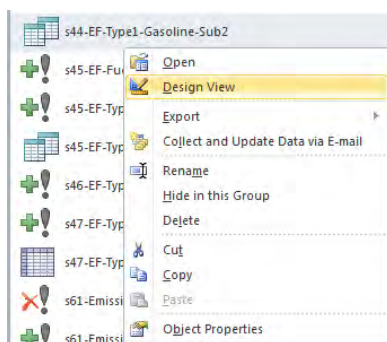 s44-EF-Type1-Gasoline-Sub2
s45-EF-Fu
Open
Design View
s45-EF-Typ
Export
s45-EF-Typ
Collect and Update Data via E-mail
s46-EF-Typ
Rename
Hide in this Group
s47-EF-Typ
Delete
s47-EF-Typ
Cut
Copy
s61-Emissi
Paste
s61-Emissi
Object Properties